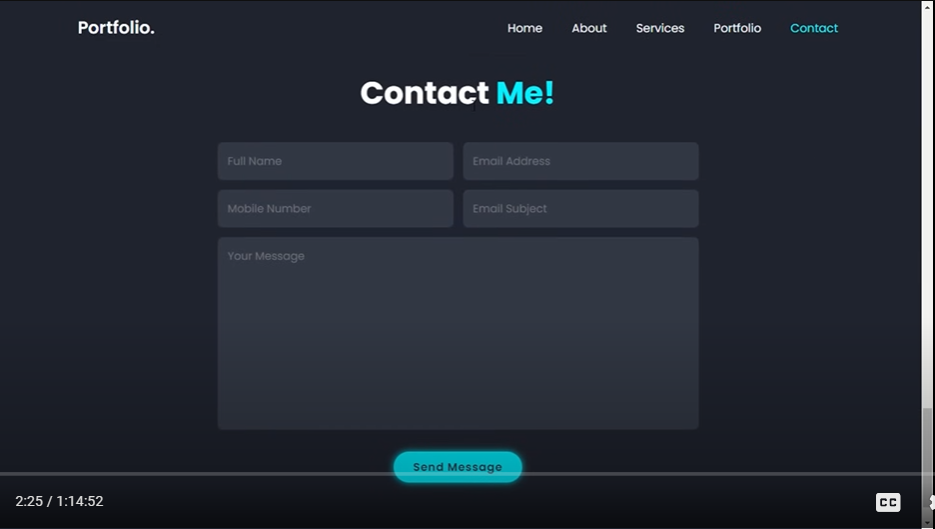 Portfolio. Home About Services Portfolio Contact
Contact Me!
Full Name Email Address
Mobile Number Email Subject
Your Message
Send Message
2:25 / 1:14:52 CC